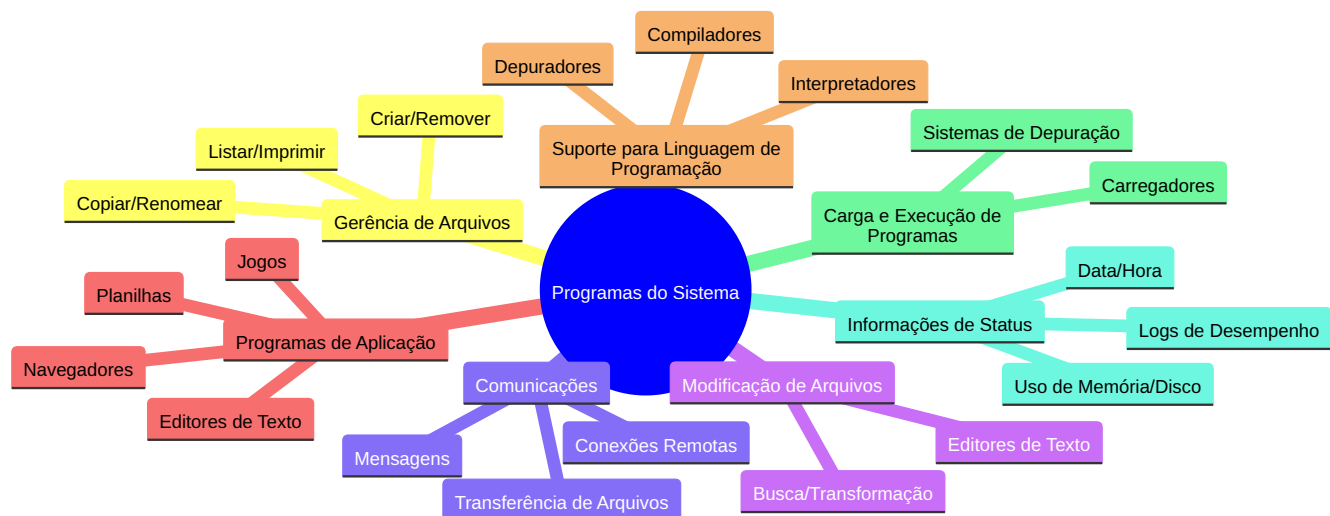 Compiladores
Depuradores
Interpretadores
Criar/Remover
Sistemas de Depuração
Listar/Imprimir
Suporte para Linguagem de
Programação
Copiar/Renomear
Carregadores
Gerência de Arquivos
Carga e Execução de
Programas
Jogos
Data/Hora
Planilhas
Programas do Sistema
Programas de Aplicação
Informações de Status
Logs de Desempenho
Navegadores
Comunicações
Modificação de Arquivos
Uso de Memória/Disco
Editores de Texto
Mensagens
Conexões Remotas
Editores de Texto
Transferência de Arquivos
Busca/Transformação